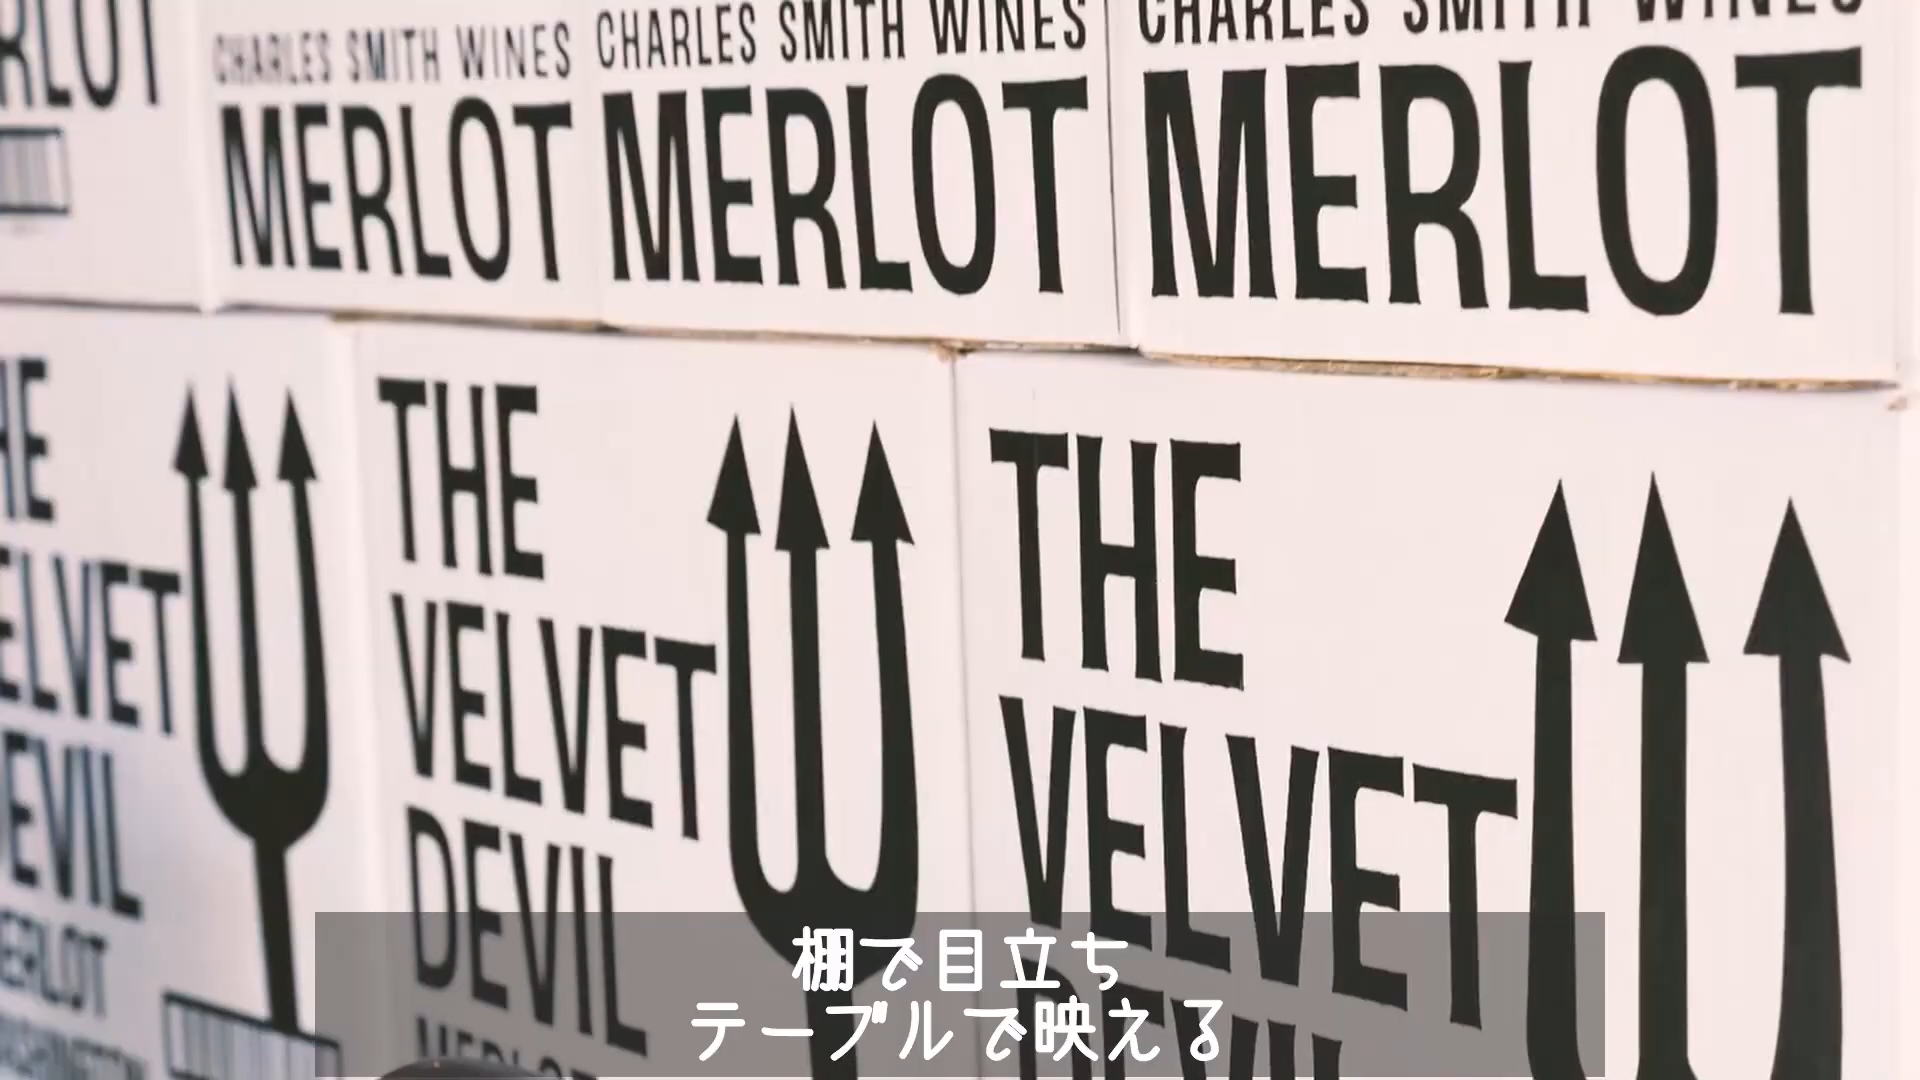 CHARLES SMITH WINES
MERLOT
CHARLES SMITH WINES
MERLOT
CHARLES SMITH WINES
MERLOT
THE
VELVET
DEVIL
MERLOT
THE
VELVET
DEVIL
MERLOT
THE
VELVET
DEVIL
棚で目立ち
テーブルで映える